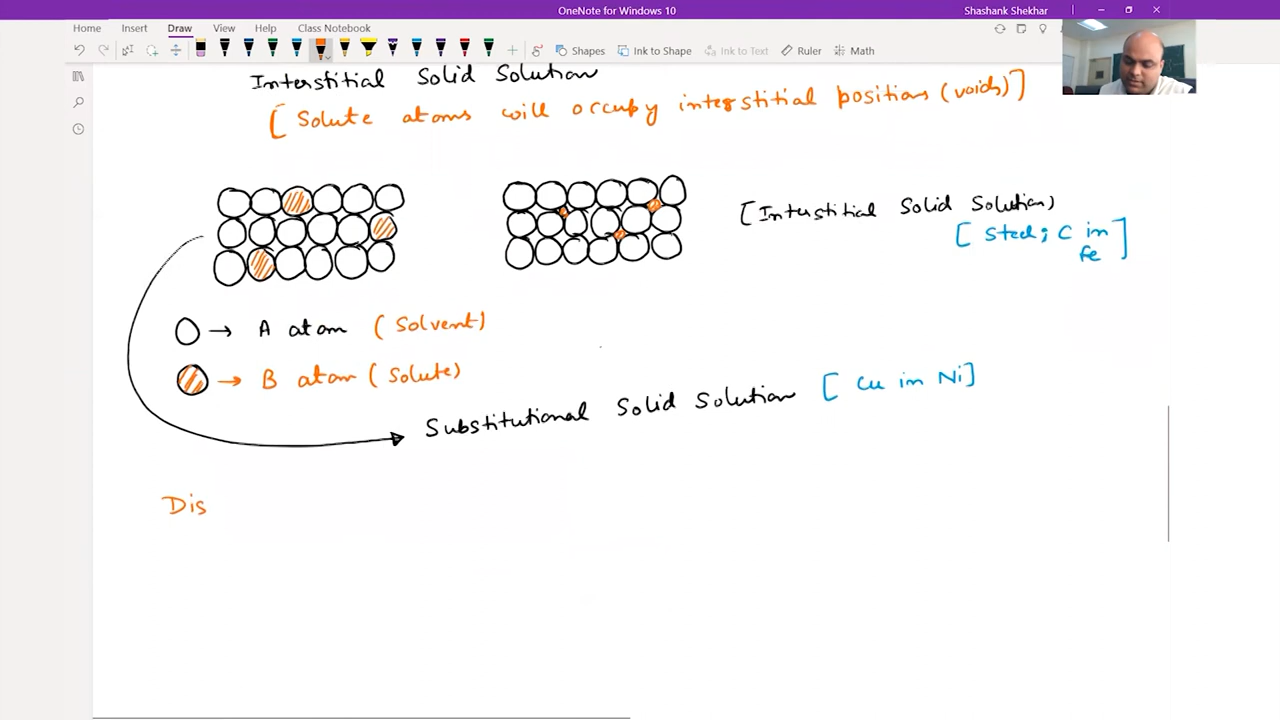 OneNote for Windows 10
Shashank Shekhar
Home Insert Draw View Help Class Notebook
Shapes Ink to Shape Ink to Text Ruler Math
Interstitial Solid Solution
[Solute atoms will occupy interstitial positions (voids)]
[Interstitial Solid Solution)
[Steel; C in
Fe]
O → A atom (Solvent)
→ B atom (Solute)
Substitutional Solid Solution [Cu in Ni]
Dis